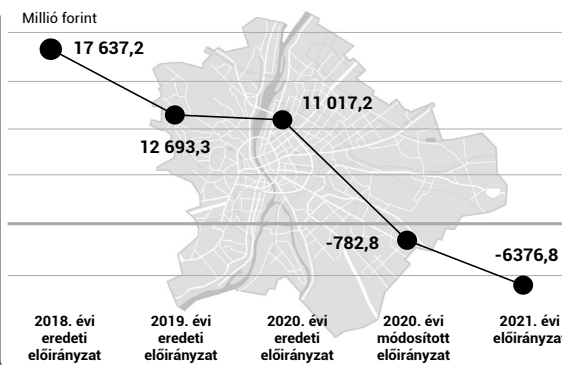 Millió forint
17 637,2
12 693,3
11 017,2
-782,8
-6376,8
2018. évi
eredeti
előirányzat
2019. évi
eredeti
előirányzat
2020. évi
eredeti
előirányzat
2020. évi
módosított
előirányzat
2021. évi
előirányzat